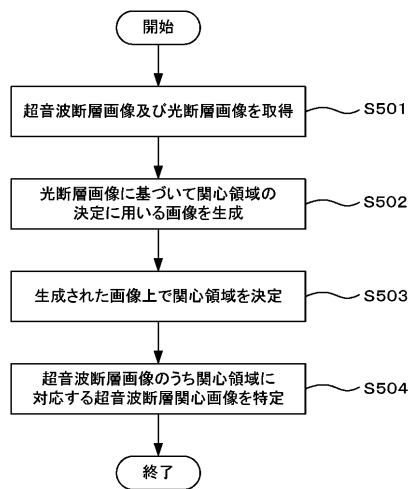 開始
超音波断層画像及び光断層画像を取得
S501
光断層画像に基づいて関心領域の
決定に用いる画像を生成
S502
生成された画像上で関心領域を決定
S503
超音波断層画像のうち関心領域に
対応する超音波断層関心画像を特定
S504
終了